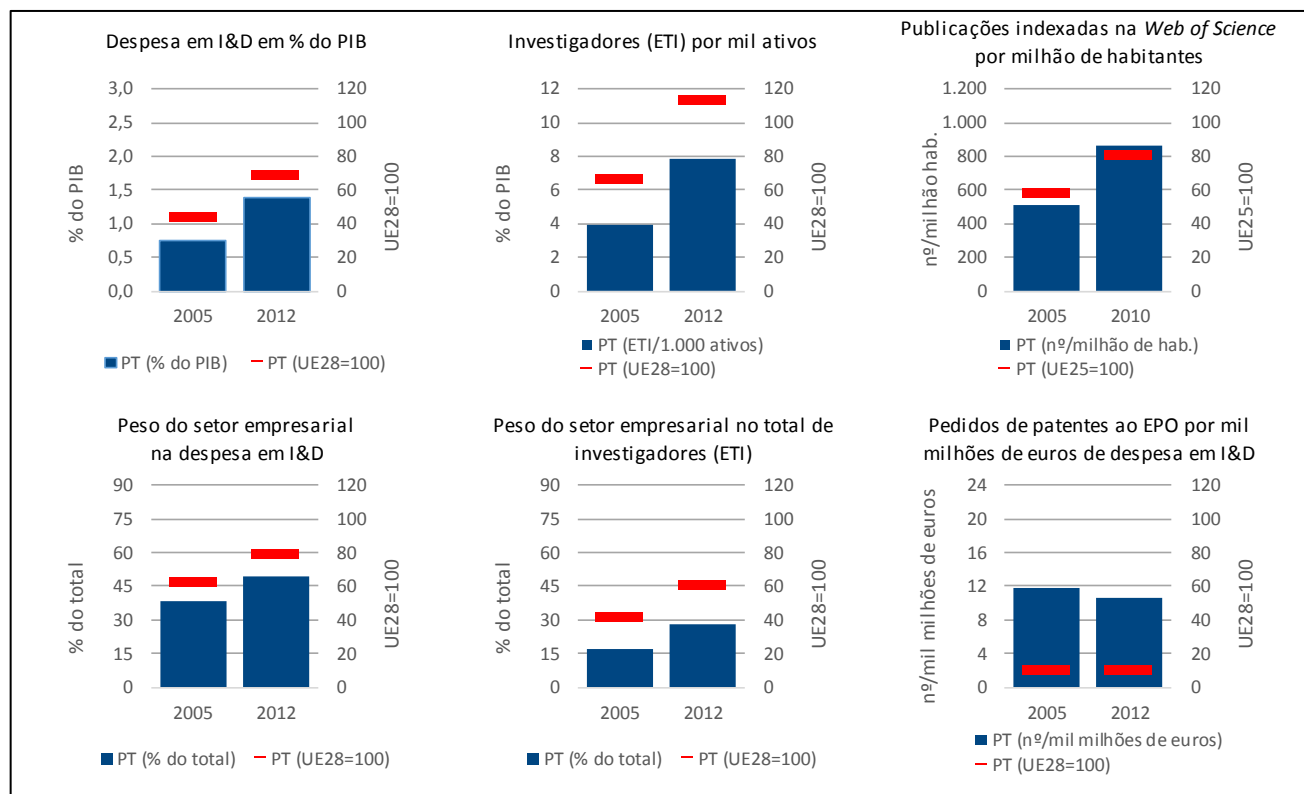 Despesa em I&D em % do PIB
3,0
2,5
2,0
1,5
1,0
0,5
0,0
% do PIB
120
100
80
60
40
20
0
UE28=100
2005 2012
PT (% do PIB) PT (UE28=100)
Investigadores (ETI) por mil ativos
12
10
8
6
4
2
0
% do PIB
120
100
80
60
40
20
0
UE28=100
2005 2012
PT (ETI/1.000 ativos)
PT (UE28=100)
Publicações indexadas na Web of Science
por milhão de habitantes
1.200
1.000
800
600
400
200
0
nº/milhão hab.
120
100
80
60
40
20
0
UE25=100
2005 2010
PT (nº/milhão de hab.)
PT (UE25=100)
Peso do setor empresarial
na despesa em I&D
90
75
60
45
30
15
0
% do total
120
100
80
60
40
20
0
UE28=100
2005 2012
PT (% do total) PT (UE28=100)
Peso do setor empresarial no total de
investigadores (ETI)
90
75
60
45
30
15
0
% do total
120
100
80
60
40
20
0
UE28=100
2005 2012
PT (% do total) PT (UE28=100)
Pedidos de patentes ao EPO por mil
milhões de euros de despesa em I&D
24
20
16
12
8
4
0
nº/mil milhões de euros
120
100
80
60
40
20
0
UE28=100
2005 2012
PT (nº/mil milhões de euros)
PT (UE28=100)